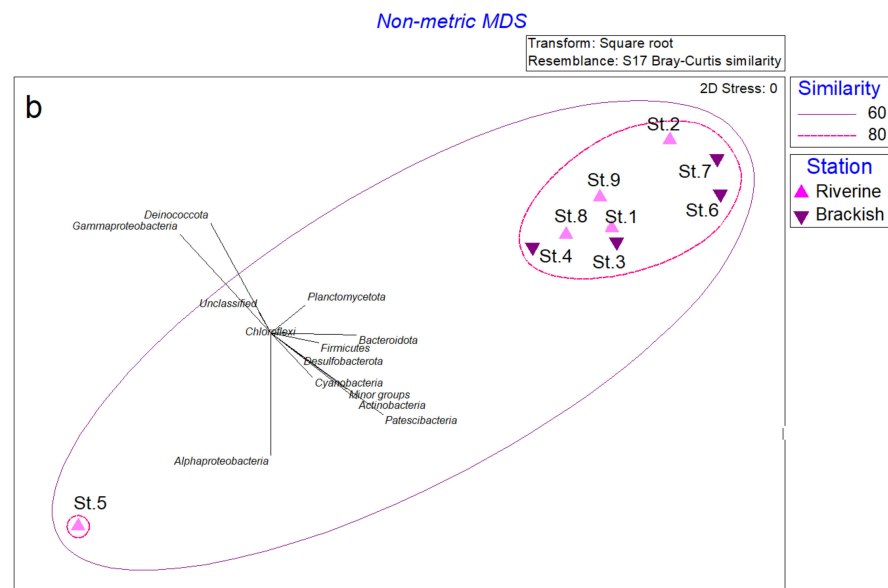 Non-metric MDS
Transform: Square root
Resemblance: S17 Bray-Curtis similarity
b
2D Stress: 0
Similarity
60
80
Station
Riverine
Brackish
St.2
St.7
St.9
St.6
St.8
St.1
St.4
St.3
Deinococcota
Gammaproteobacteria
Unclassified
Planctomycetota
Chloroflexi
Bacteroidota
Firmicutes
Desulfobacterota
Cyanobacteria
Minor groups
Actinobacteria
Patescibacteria
Alphaproteobacteria
St.5